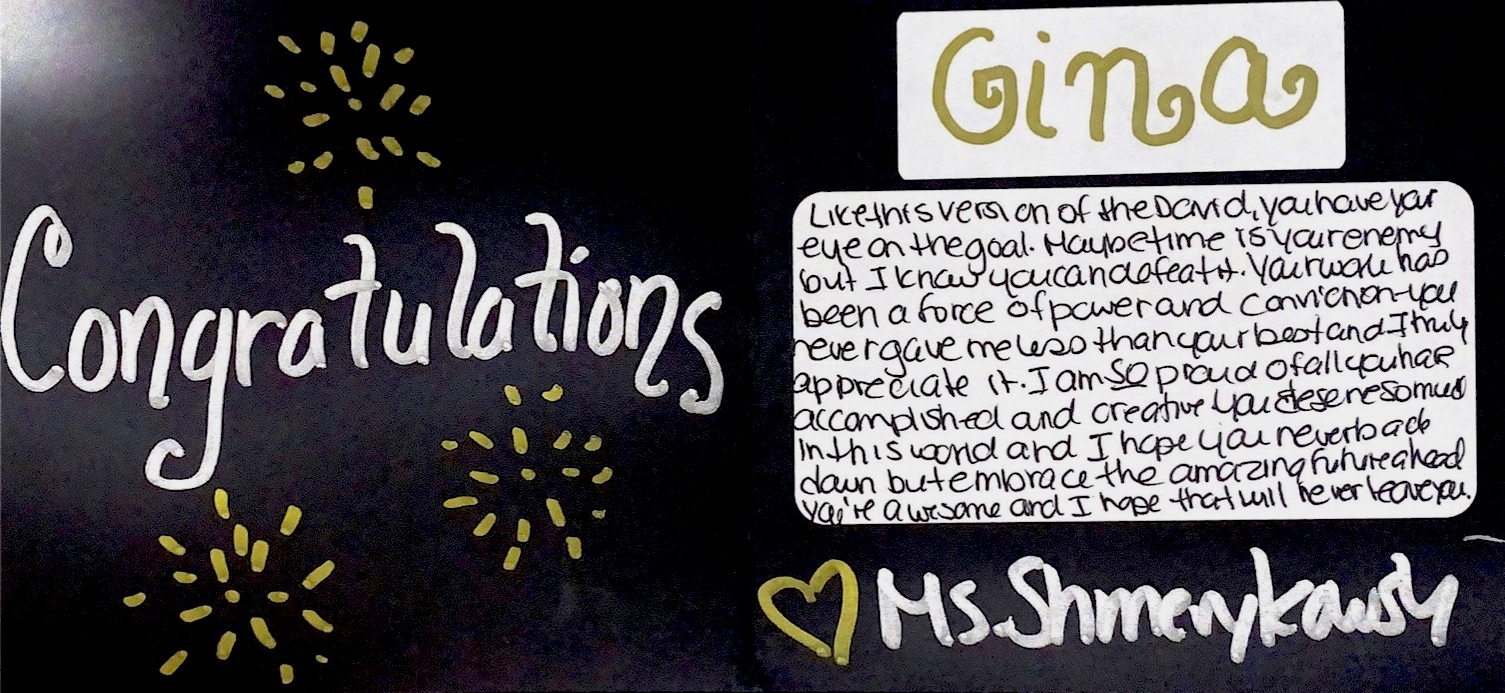 Congratulations
Gina
Like this version of the David, you have your
eye on the goal. Maybe time is your enemy
but I know you can defeat it. Your work has
been a force of power and conviction-you
never gave me less than your best and I truly
appreciate it. I am SO proud of all you have
accomplished and creative you deserve so much
in this world and I hope you never back
down but embrace the amazing future ahead
you're awesome and I hope that will never leave you.
Ms.